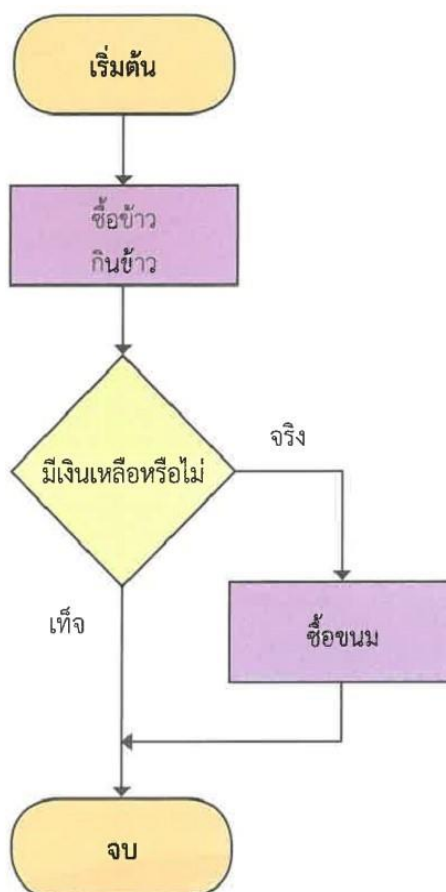 เริ่มต้น
ซื้อข้าว
กินข้าว
มีเงินเหลือหรือไม่
จริง
เท็จ
ซื้อขนม
จบ